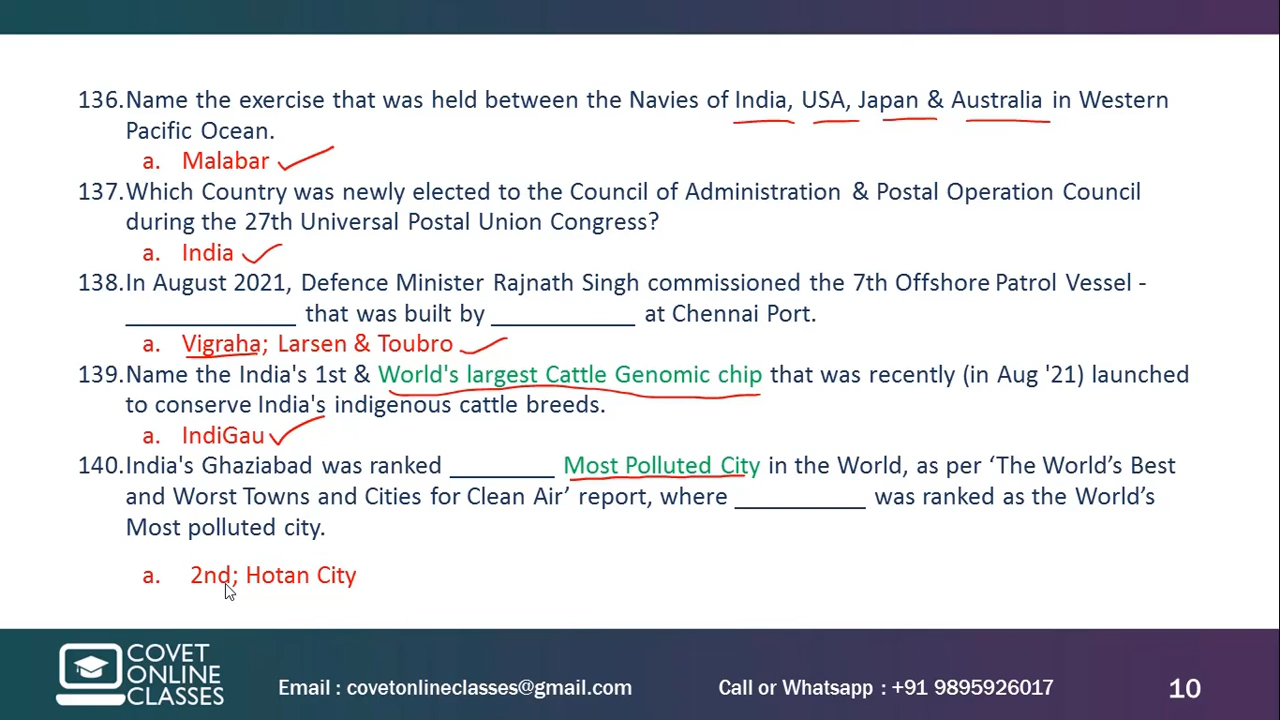 136.Name the exercise that was held between the Navies of India, USA, Japan & Australia in Western
Pacific Ocean.
a. Malabar
137.Which Country was newly elected to the Council of Administration & Postal Operation Council
during the 27th Universal Postal Union Congress?
a. India
138.In August 2021, Defence Minister Rajnath Singh commissioned the 7th Offshore Patrol Vessel -
_____________ that was built by ___________ at Chennai Port.
a. Vigraha; Larsen & Toubro
139.Name the India's 1st & World's largest Cattle Genomic chip that was recently (in Aug '21) launched
to conserve India's indigenous cattle breeds.
a. IndiGau
140.India's Ghaziabad was ranked ________ Most Polluted City in the World, as per ‘The World’s Best
and Worst Towns and Cities for Clean Air’ report, where __________ was ranked as the World’s
Most polluted city.
a. 2nd; Hotan City
COVET
ONLINE
CLASSES
Email : covetonlineclasses@gmail.com Call or Whatsapp : +91 9895926017 10